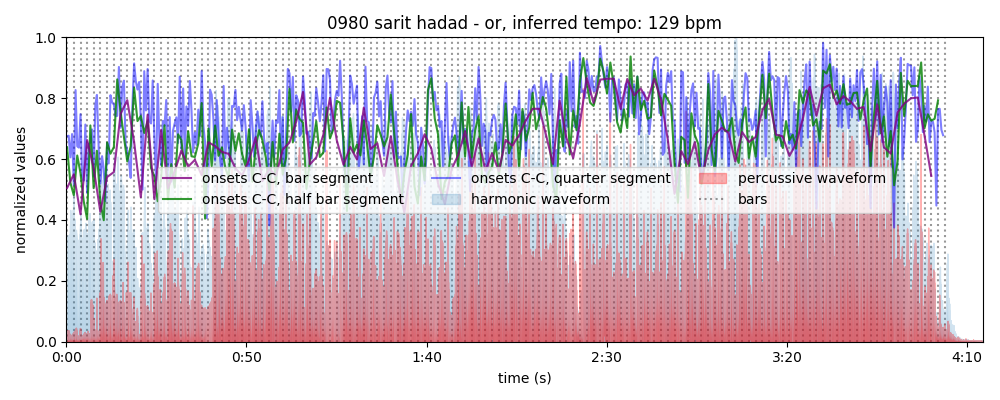 0980 sarit hadad - or, inferred tempo: 129 bpm
1.0
0.8
0.6
0.4
0.2
0.0
normalized values
onsets C-C, bar segment
onsets C-C, half bar segment
onsets C-C, quarter segment
harmonic waveform
percussive waveform
bars
0:00 0:50 1:40 2:30 3:20 4:10
time (s)